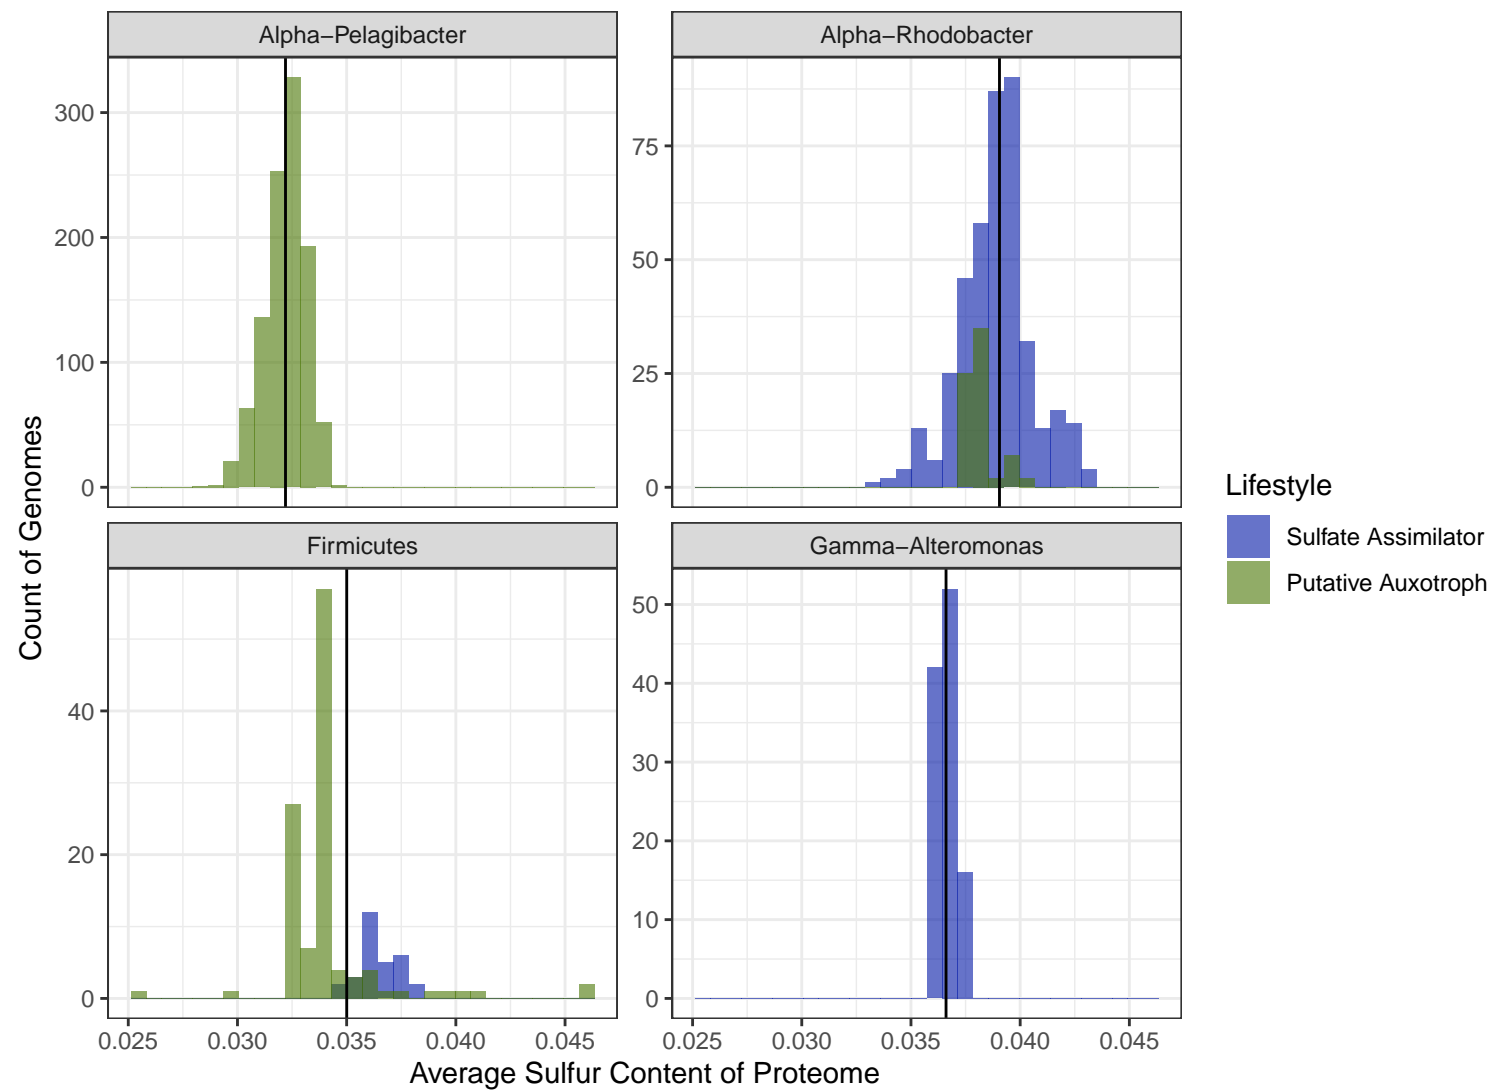 Alpha−Pelagibacter
Alpha−Rhodobacter
300
200
100
0
75
50
25
0
Firmicutes
Gamma−Alteromonas
40
20
0
50
40
30
20
10
0
0.025 0.030 0.035 0.040 0.045
0.025 0.030 0.035 0.040 0.045
Average Sulfur Content of Proteome
Count of Genomes
Lifestyle
Sulfate Assimilator
Putative Auxotroph